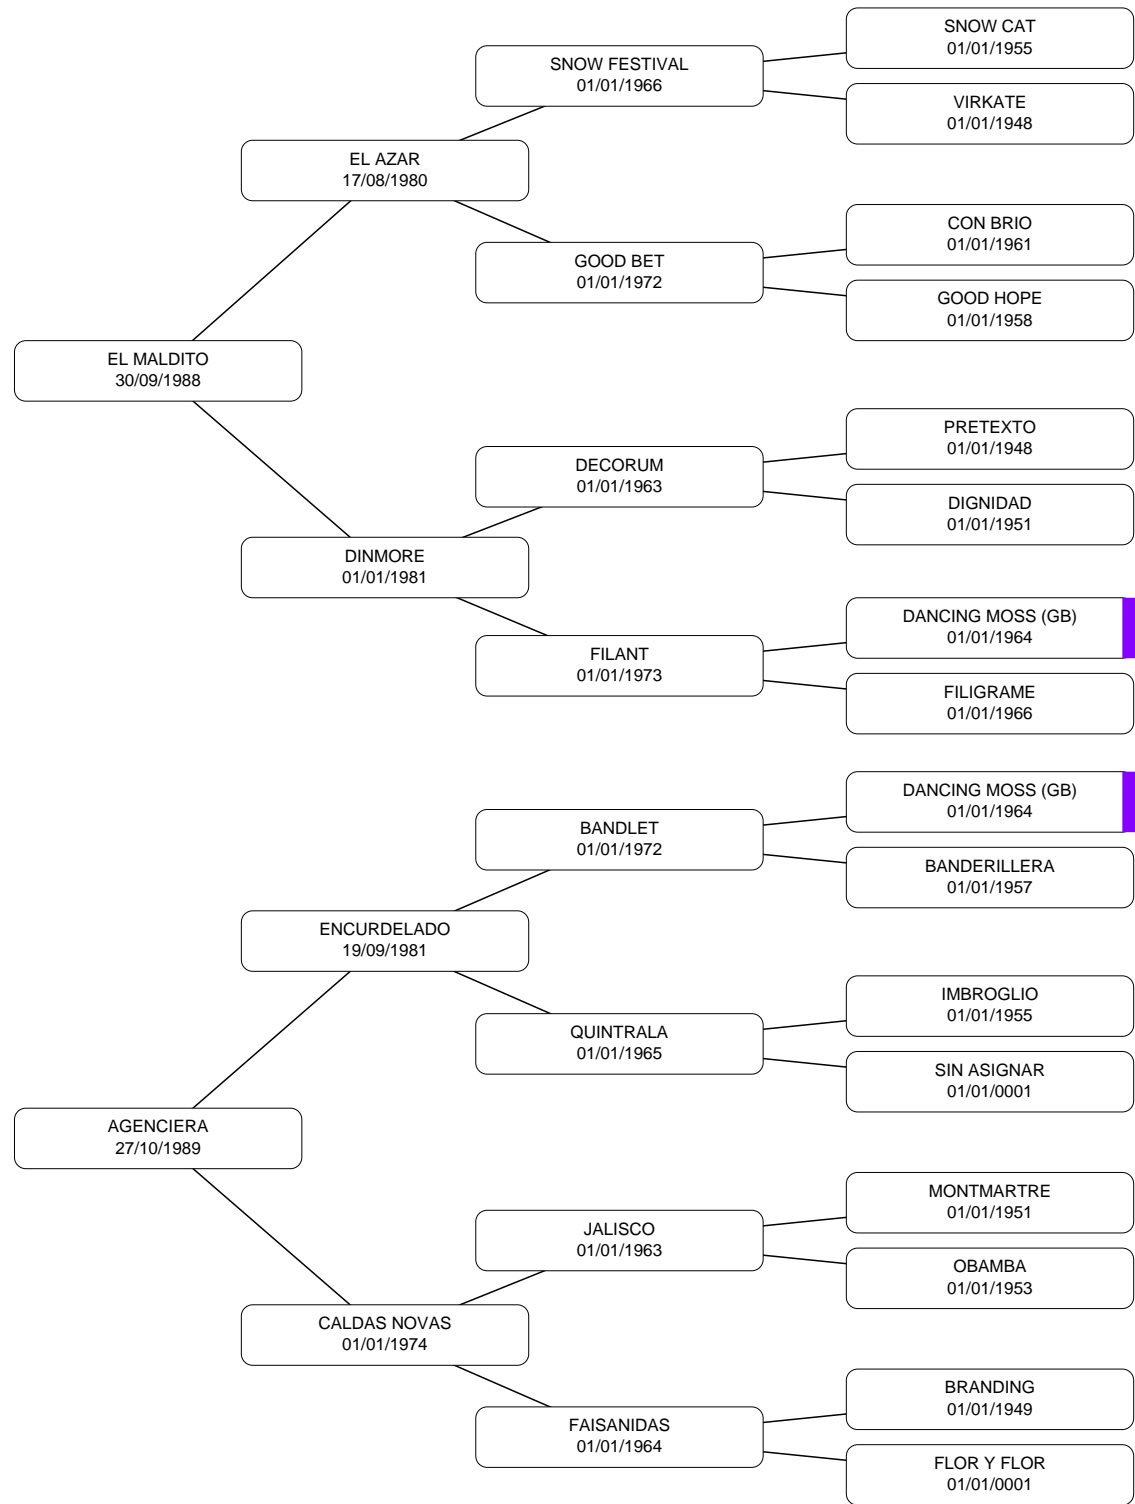 SNOW CAT
01/01/1955
SNOW FESTIVAL
01/01/1966
VIRKATE
01/01/1948
EL AZAR
17/08/1980
CON BRIO
01/01/1961
GOOD BET
01/01/1972
GOOD HOPE
01/01/1958
EL MALDITO
30/09/1988
PRETEXTO
01/01/1948
DECORUM
01/01/1963
DIGNIDAD
01/01/1951
DINMORE
01/01/1981
DANCING MOSS (GB)
01/01/1964
FILANT
01/01/1973
FILIGRAME
01/01/1966
DANCING MOSS (GB)
01/01/1964
BANDLET
01/01/1972
BANDERILLERA
01/01/1957
ENCURDELADO
19/09/1981
IMBROGLIO
01/01/1955
QUINTRALA
01/01/1965
SIN ASIGNAR
01/01/0001
AGENCIERA
27/10/1989
MONTMARTRE
01/01/1951
JALISCO
01/01/1963
OBAMBA
01/01/1953
CALDAS NOVAS
01/01/1974
BRANDING
01/01/1949
FAISANIDAS
01/01/1964
FLOR Y FLOR
01/01/0001